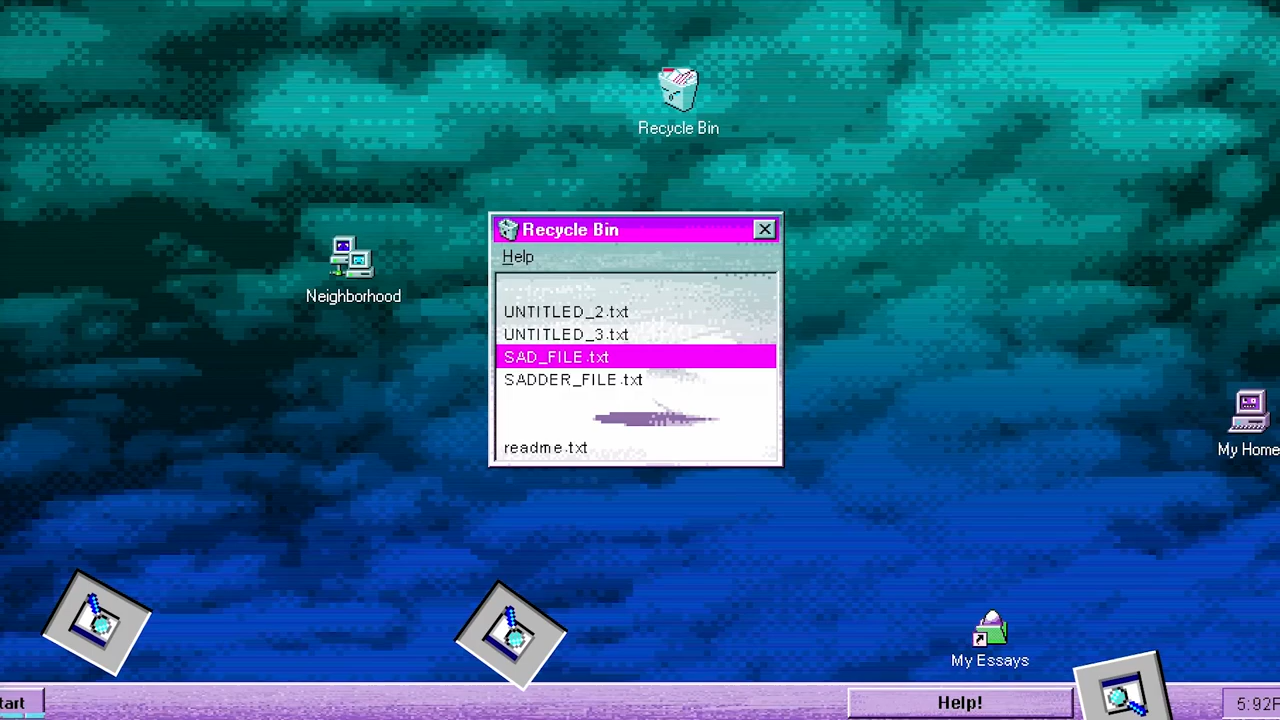 Recycle Bin
Recycle Bin
Help
Neighborhood
UNTITLED_2.txt
UNTITLED_3.txt
SAD_FILE.txt
SADDER_FILE.txt
readme.txt
My Home
My Essays
tart
Help!
5:92P